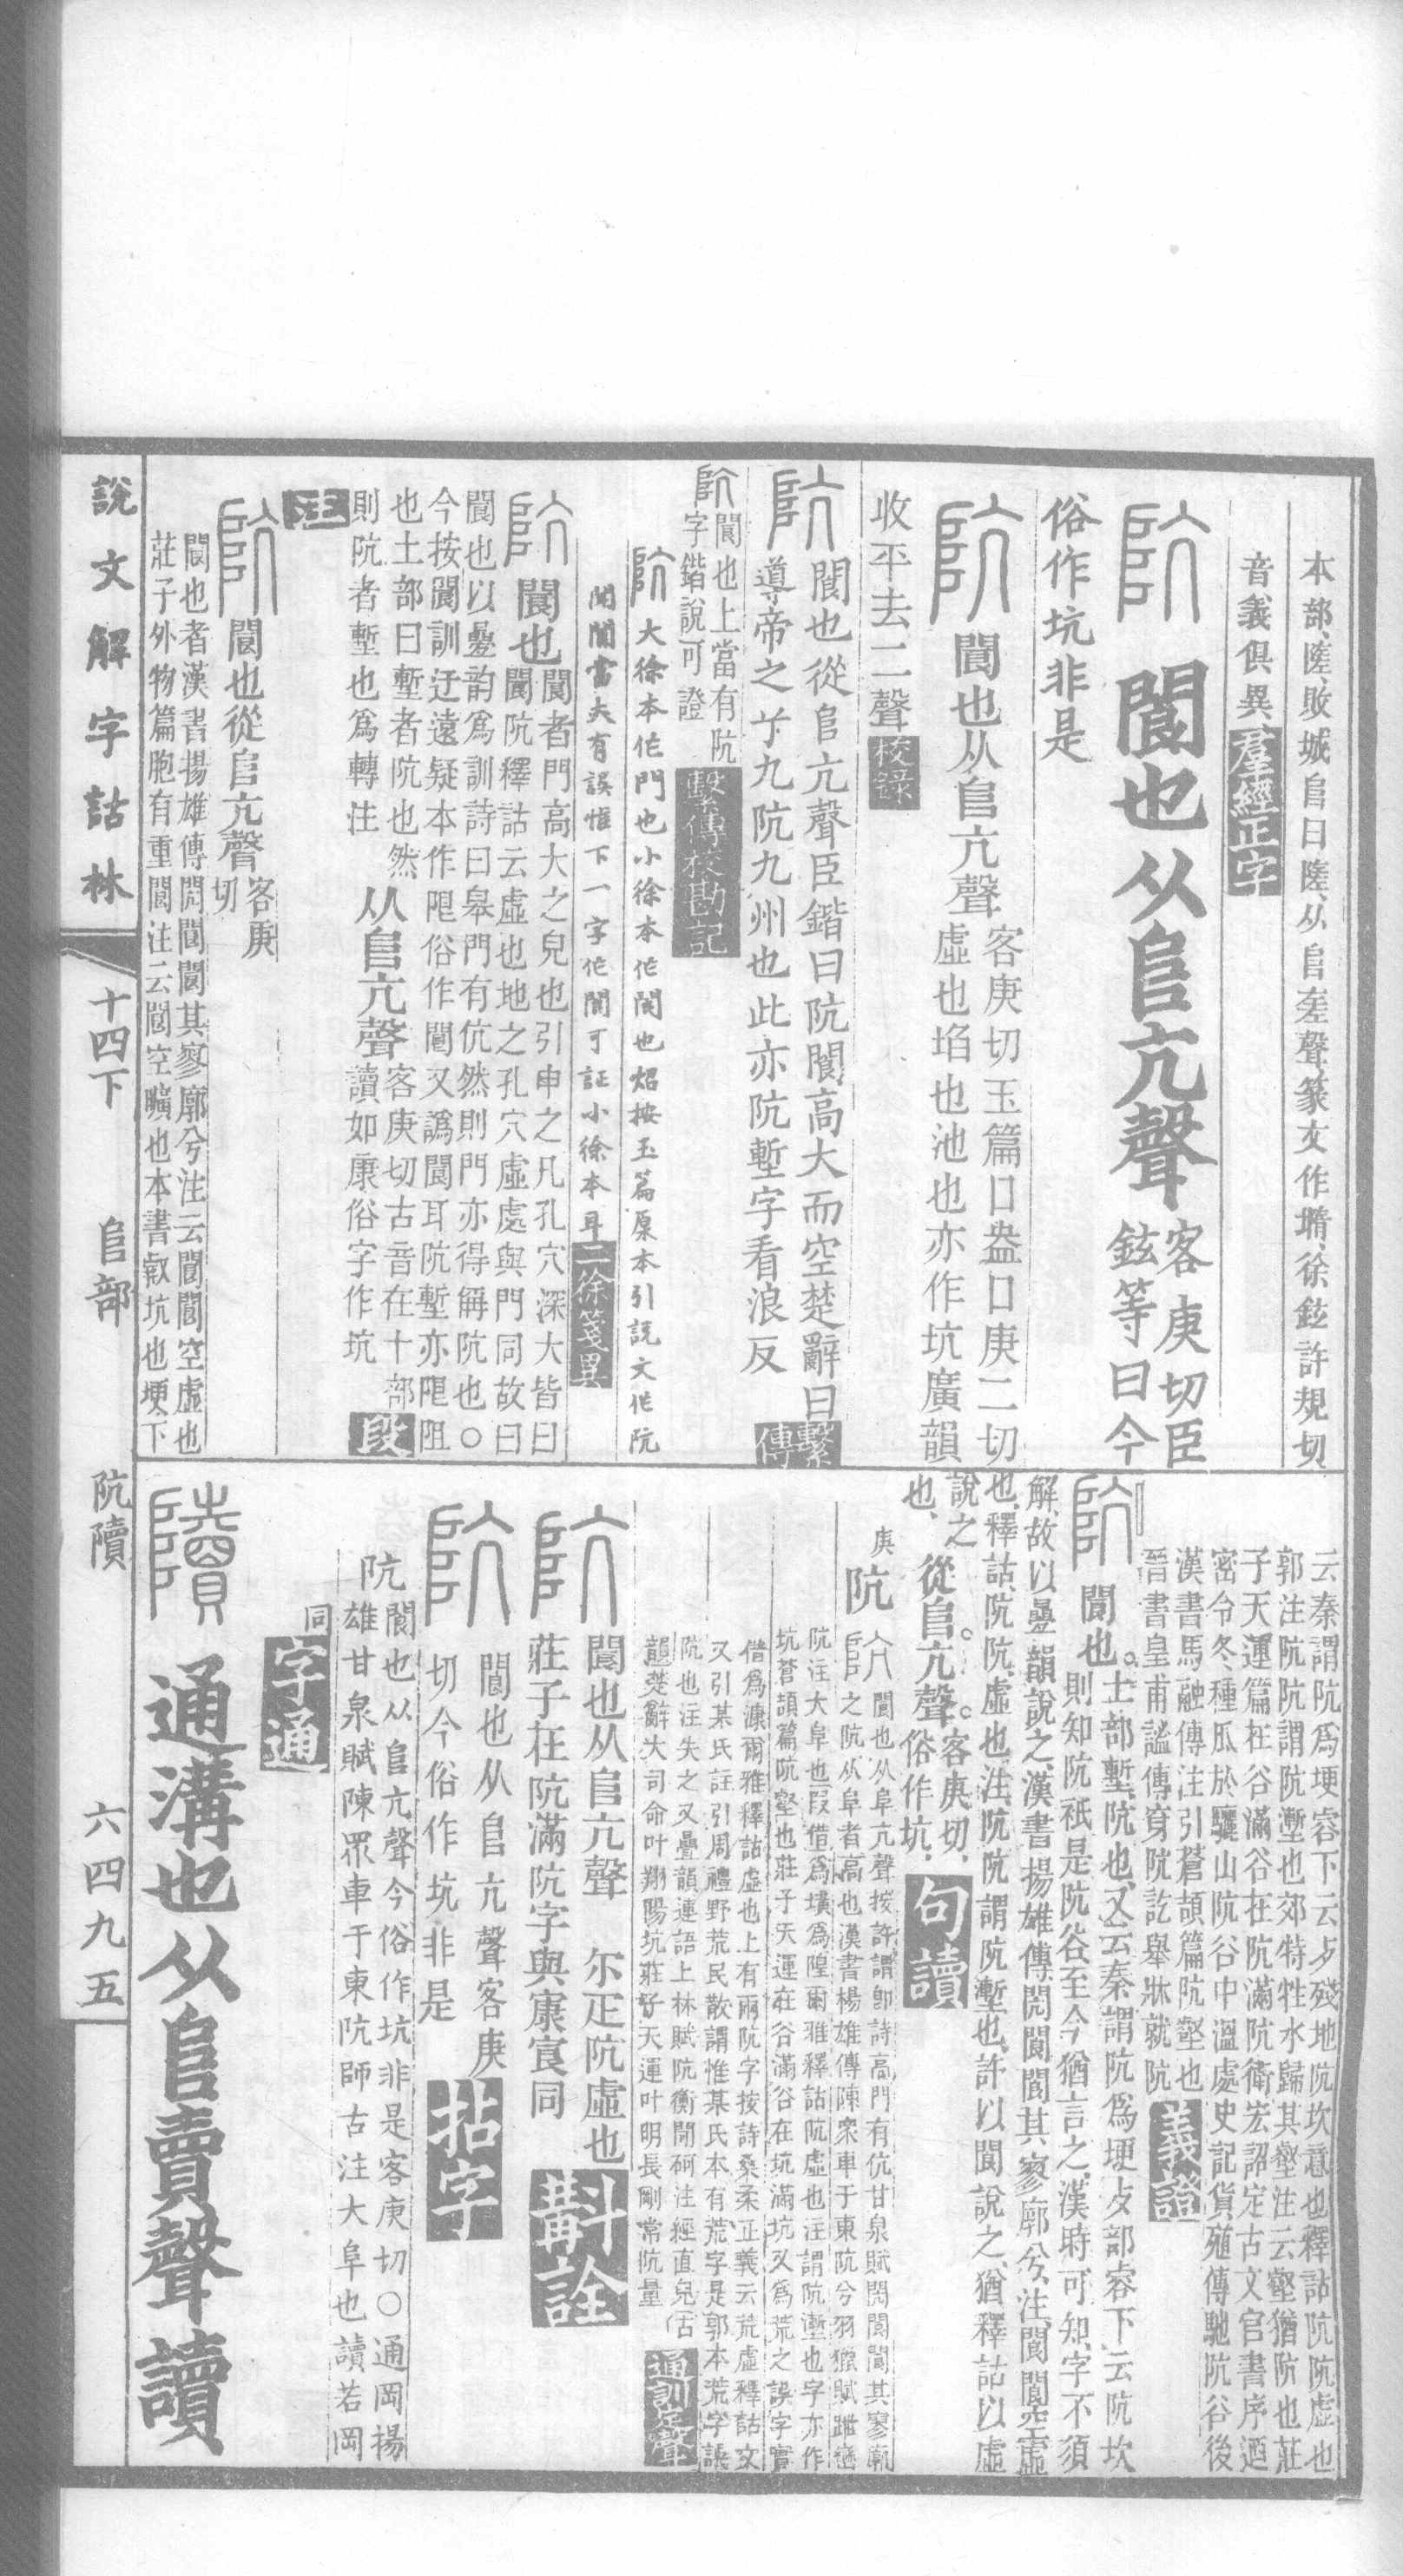 本部隓敗城𨸏曰隓从𨸏㚍聲篆文作墮徐鉉許規切
音義俱異羣經正字
阬 閬也从𨸏亢聲 客庚切臣
鉉等曰今
俗作坑非是
阬 閬也从𨸏亢聲 客庚切玉篇口盎口庚二切
虛也埳也池也亦作坑廣韻
收平去二聲 校錄
阬 閬也從𨸏亢聲臣鍇曰阬閬高大而空楚辭曰
導帝之兮九阬九州也此亦阬塹字看浪反 繫傳
阬 閬也上當有阬
字鍇說可證 繫傳校勘記
阬 大徐本作門也小徐本作閬也炤按玉篇原本引說文作阬
閬閬當大有誤惟下一字作閬可証小徐本耳 二徐箋異
阬 閬也 閬者門高大之皃也引申之凡孔穴深大皆曰
閬阬釋詁云虛也地之孔穴虛處與門同故曰
閬也以曡韵爲訓詩曰皋門有伉然則門亦得偁阬也○
今按閬訓迂遠疑本作𨹟俗作閫又譌閬耳阬塹亦𨹟阻
也土部曰塹者阬也然
則阬者塹也爲轉注 从𨸏亢聲 客庚切古音在十部
讀如康俗字作坑 段注
阬 閬也從𨸏亢聲 客庚切
閬也者漢書揚雄傳閌閬閬其寥廓兮注云閬閬空虛也
莊子外物篇胞有重閬注云閬空曠也本書㕡坑也埂下
云秦謂阬爲埂𣦻下云歺殘地阬坎意也釋詁阬阬虛也
郭注阬阬謂阬壍也郊特牲水歸其壑注云壑猶阬也莊
子天運篇在谷滿谷在阬滿阬衛宏詔定古文官書序迺
密令冬種瓜於驪山阬谷中溫處史記貨殖傳馳阬谷後
漢書馬融傳注引蒼頡篇阬壑也
晉書皇甫謐傳穿阬訖舉牀就阬 義證
阬 閬也 土部塹阬也又云秦謂阬爲埂歺部𣦻下云阬坎
則知阬祇是阬谷至今猶言之漢時可知字不須
解故以曡韻說之漢書揚雄傳閌閬閬其寥廓兮注閬閬空虛
也釋詁阬阬虛也注阬阬謂阬壍也許以閬說之猶釋詁以虛
說之
也 從𨸏亢聲 客庚切
俗作坑 句讀
庚 阬 阬 閬也从阜亢聲按許謂卽詩高門有伉甘泉賦閌閬閬其寥廓
之阬从阜者高也漢書楊雄傳陳衆車于東阬兮羽獵賦跇巒
阬注大阜也叚借爲㙁爲隍爾雅釋詁阬虛也注謂阬壍也字亦作
坑蒼頡篇阬壑也莊子天運在谷滿谷在坑滿坑又爲荒之誤字實
借爲漮爾雅釋詁虛也上有兩阬字按詩桑柔正義云荒虛釋詁文
又引某氏註引周禮野荒民散謂惟某氏本有荒字是郭本荒字誤
阬也注失之又曡韻連語上林賦阬衡閜砢注徑直皃〔古
韻〕楚辭大司命叶翔陽坑莊子天運叶明長剛常阬量 通訓定聲
阬 閬也从𨸏亢聲 尔疋阬虛也
莊子在阬滿阬字與㝩㝗同 斠詮
阬 閬也从𨸏亢聲客庚
切今俗作坑非是 拈字
阬 閬也从𨸏亢聲今俗作坑非是客庚切○通岡揚
雄甘泉賦陳眾車于東阬師古注大阜也讀若岡
同 字通
隫 通溝也从𨸏賣聲讀
說文解字詁林 十四下 𨸏部 阬隫 六四九五